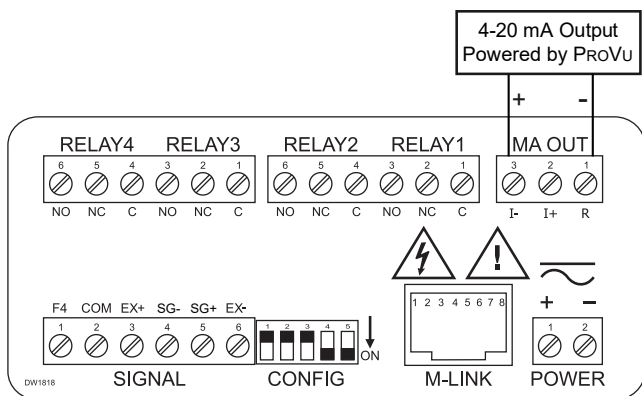 4-20 mA Output
Powered by PROVU
+ -
RELAY4 RELAY3 RELAY2 RELAY1 MA OUT
6 5 4 3 2 1 6 5 4 3 2 1 3 2 1
NO NC C NO NC C NO NC C NO NC C I- I+ R
1 2 3 4 5 6 7 8
+ -
F4 COM EX+ SG- SG+ EX-
1 2 3 4 5 6 1 2 3 4 5 1 2
ON
DW1818
SIGNAL CONFIG M-LINK POWER